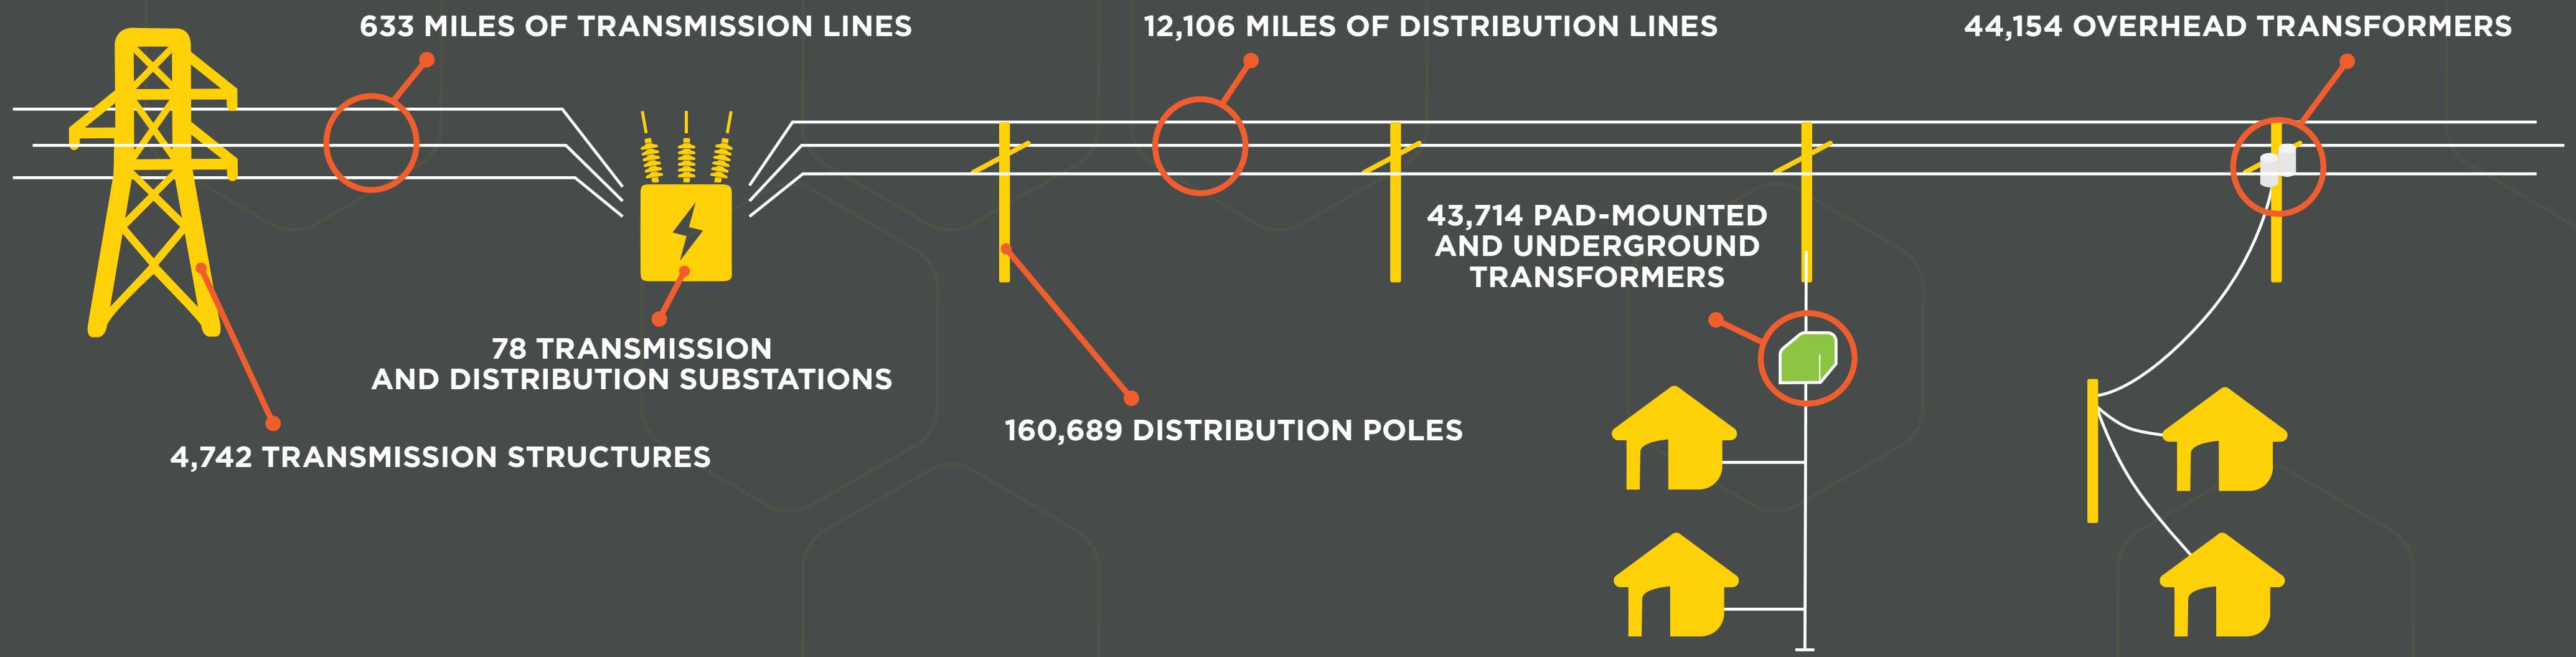 633 MILES OF TRANSMISSION LINES
12,106 MILES OF DISTRIBUTION LINES
44,154 OVERHEAD TRANSFORMERS
43,714 PAD-MOUNTED
AND UNDERGROUND
TRANSFORMERS
78 TRANSMISSION
AND DISTRIBUTION SUBSTATIONS
160,689 DISTRIBUTION POLES
4,742 TRANSMISSION STRUCTURES